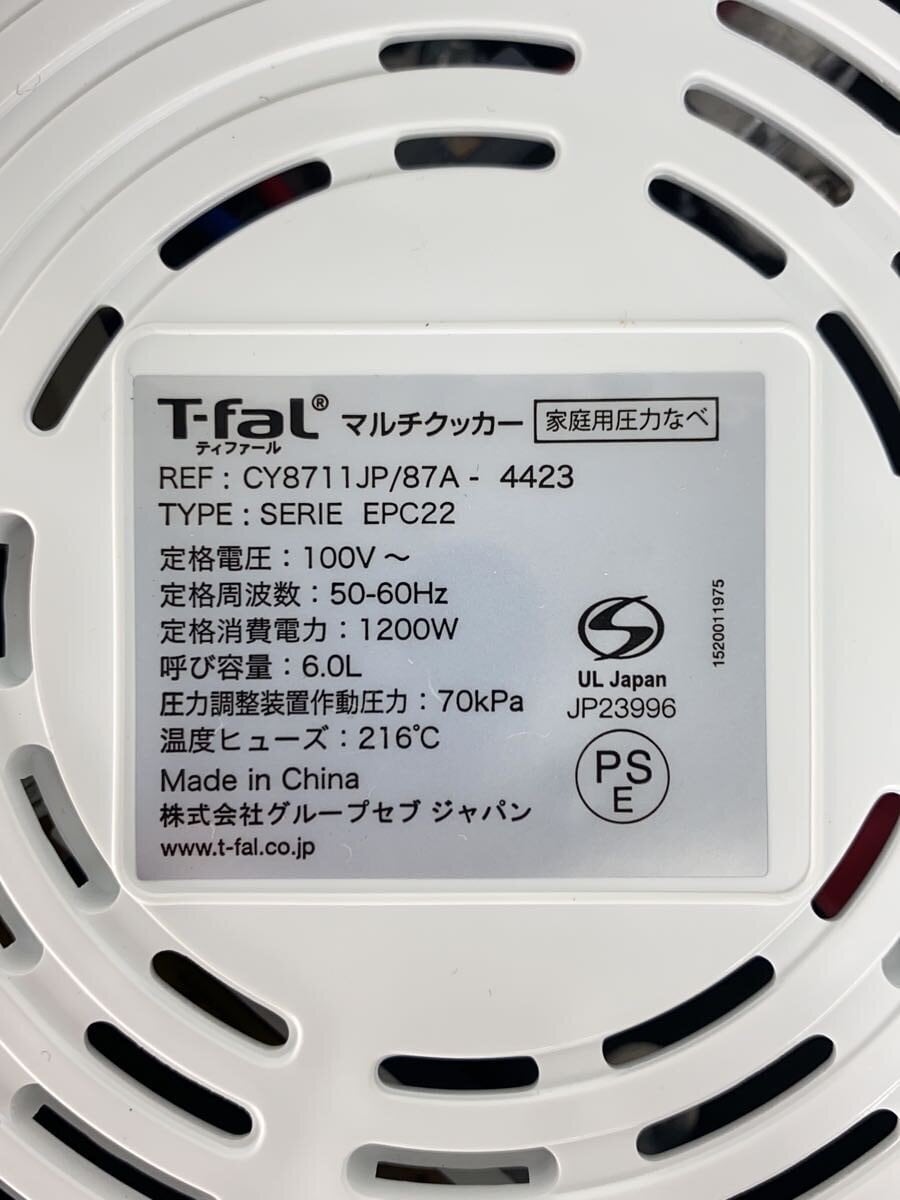 T-fal® マルチクッカー 家庭用圧力なべ
ティファール
REF : CY8711JP/87A - 4423
TYPE : SERIE EPC22
定格電圧 : 100V～
定格周波数 : 50-60Hz
定格消費電力 : 1200W
呼び容量 : 6.0L
圧力調整装置作動圧力 : 70kPa
温度ヒューズ : 216℃
Made in China
株式会社グループセブ ジャパン
www.t-fal.co.jp
S
UL Japan
JP23996
PS
E
1520011975